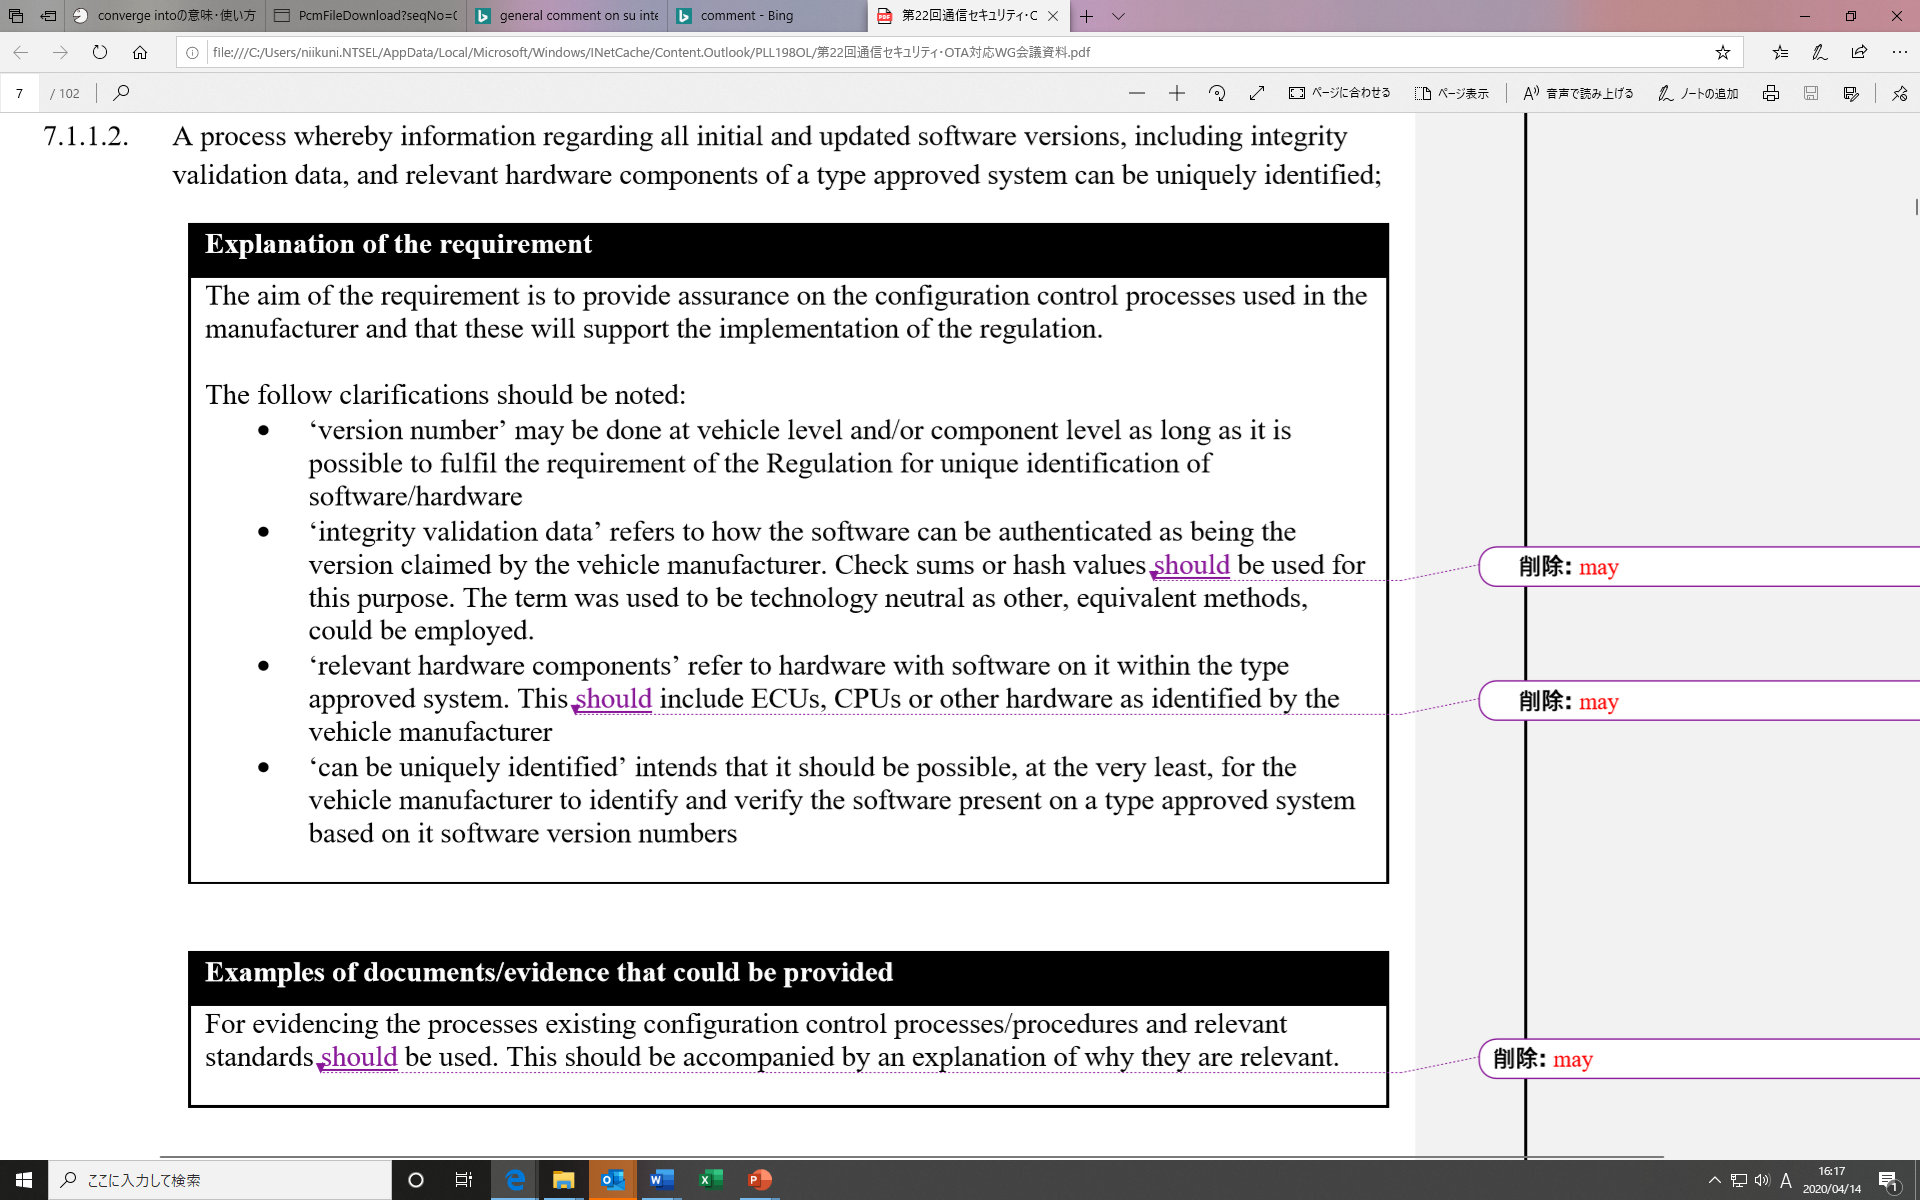 converge intoの意味・使い方
PcmFileDownload?seqNo=0
general comment on su inte
comment - Bing
第22回通信セキュリティ・C
file:///C:/Users/niikuni.NTSEL/AppData/Local/Microsoft/Windows/INetCache/Content.Outlook/PLL198OL/第22回通信セキュリティ・OTA対応WG会議資料.pdf
7 / 102
ページに合わせる
ページ表示
音声で読み上げる
ノートの追加
7.1.1.2. A process whereby information regarding all initial and updated software versions, including integrity
validation data, and relevant hardware components of a type approved system can be uniquely identified;
Explanation of the requirement
The aim of the requirement is to provide assurance on the configuration control processes used in the
manufacturer and that these will support the implementation of the regulation.
The follow clarifications should be noted:
• ‘version number’ may be done at vehicle level and/or component level as long as it is
possible to fulfil the requirement of the Regulation for unique identification of
software/hardware
• ‘integrity validation data’ refers to how the software can be authenticated as being the
version claimed by the vehicle manufacturer. Check sums or hash values should be used for
this purpose. The term was used to be technology neutral as other, equivalent methods,
could be employed.
• ‘relevant hardware components’ refer to hardware with software on it within the type
approved system. This should include ECUs, CPUs or other hardware as identified by the
vehicle manufacturer
• ‘can be uniquely identified’ intends that it should be possible, at the very least, for the
vehicle manufacturer to identify and verify the software present on a type approved system
based on it software version numbers
削除: may
削除: may
Examples of documents/evidence that could be provided
For evidencing the processes existing configuration control processes/procedures and relevant
standards should be used. This should be accompanied by an explanation of why they are relevant.
削除: may
ここに入力して検索
A
16:17
2020/04/14
1